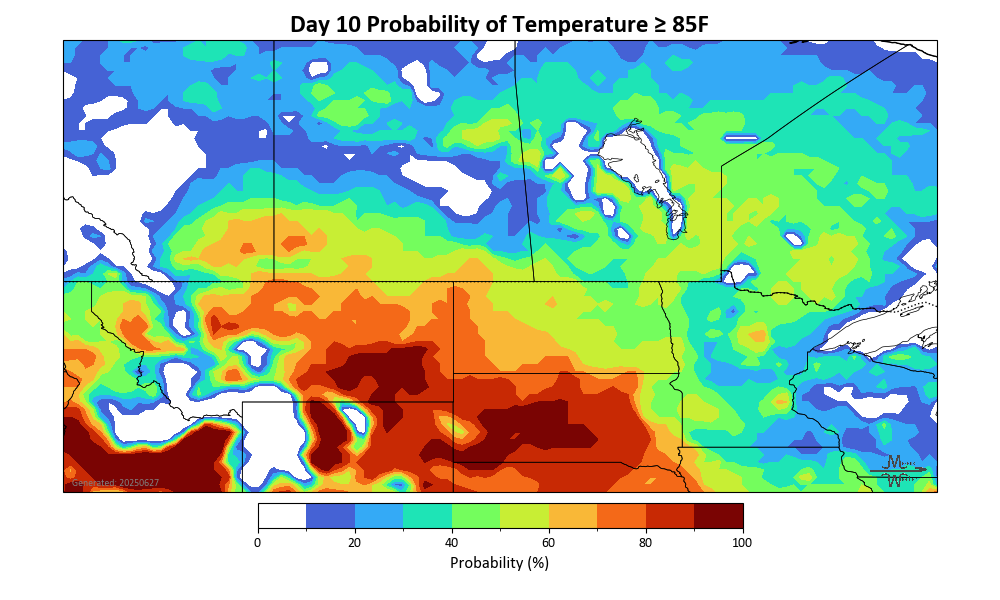 Day 10 Probability of Temperature ≥ 85F
Generated: 20250627
0 20 40 60 80 100
Probability (%)